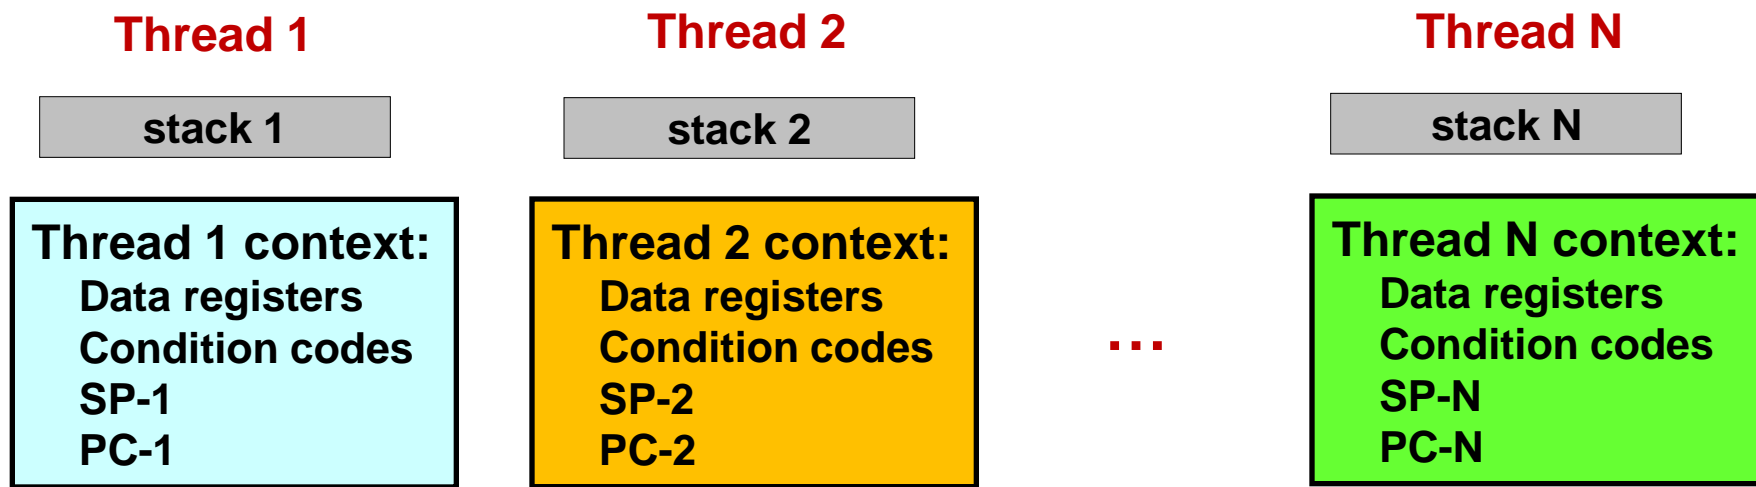 Thread 1
stack 1
Thread 1 context:
Data registers
Condition codes
SP-1
PC-1
Thread 2
stack 2
Thread 2 context:
Data registers
Condition codes
SP-2
PC-2
...
Thread N
stack N
Thread N context:
Data registers
Condition codes
SP-N
PC-N